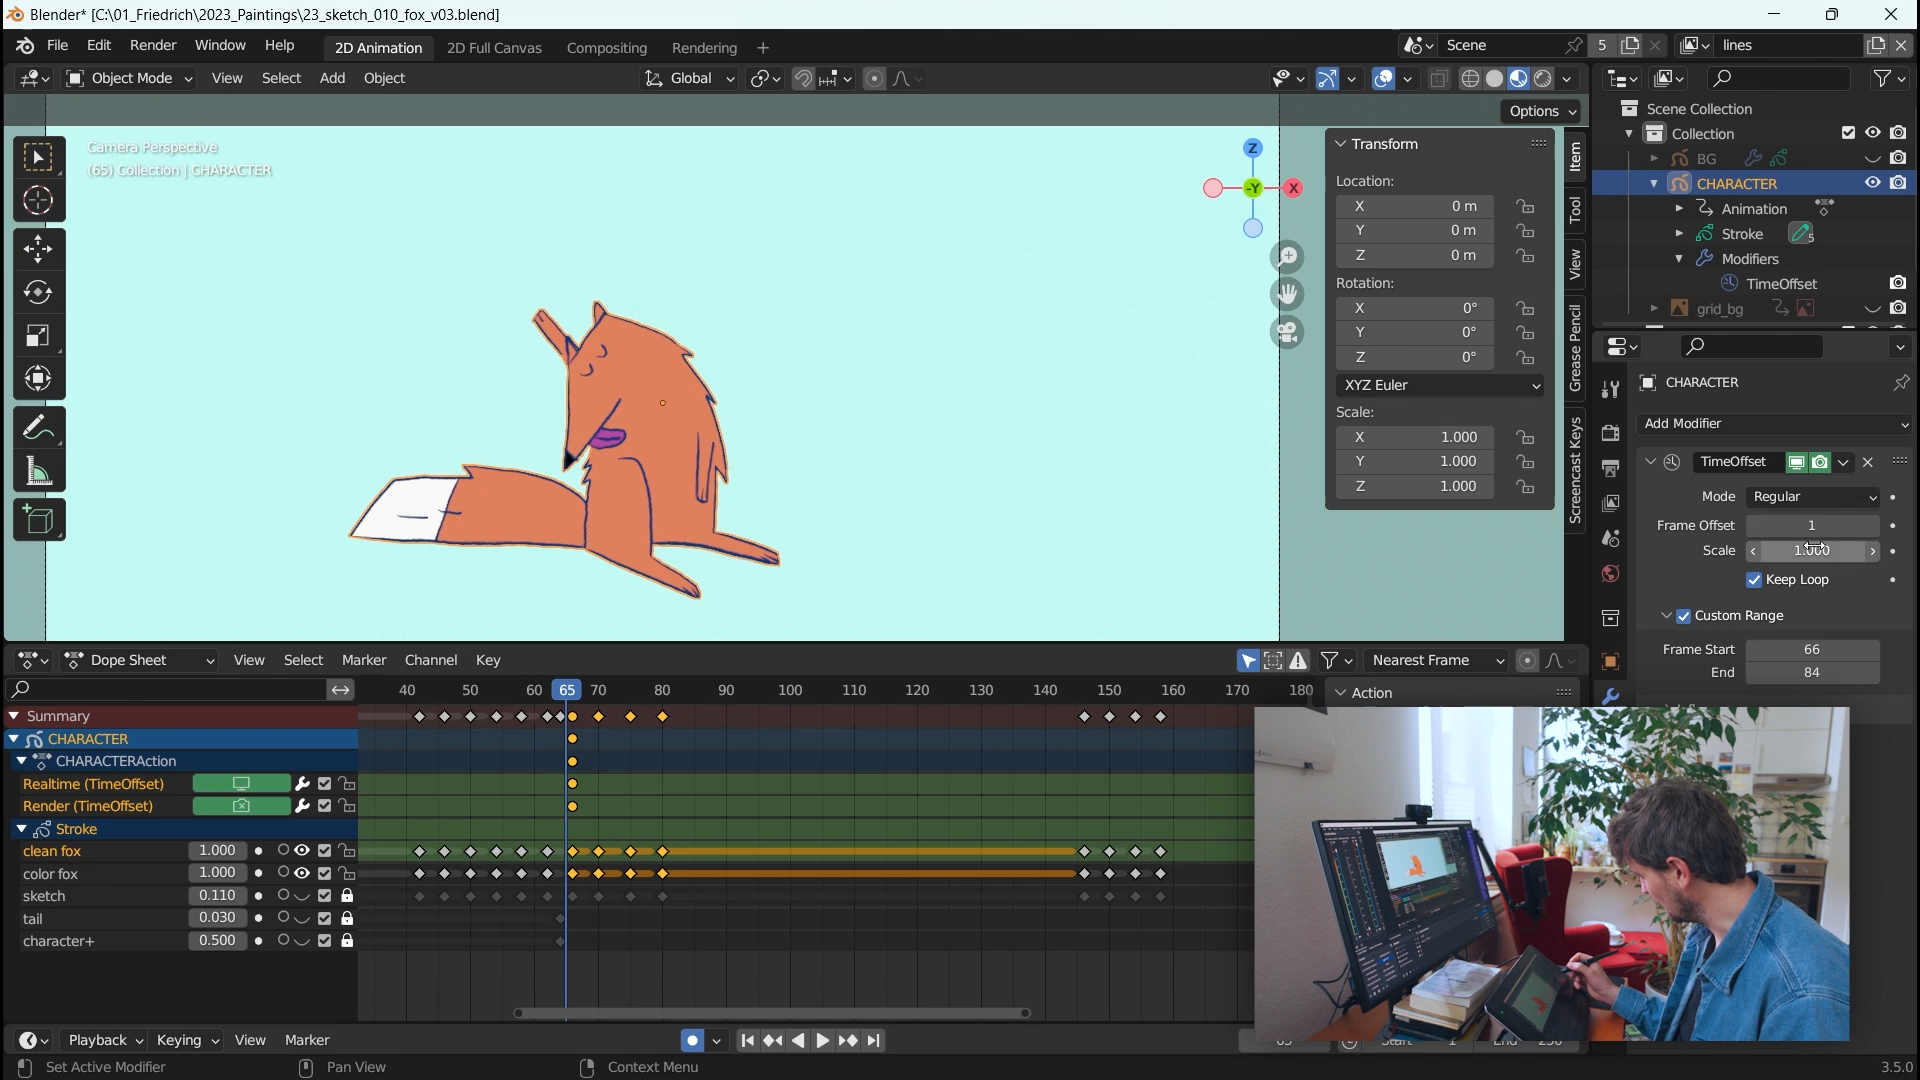 Blender* [C:\01_Friedrich\2023_Paintings\23_sketch_010_fox_v03.blend]
File Edit Render Window Help 2D Animation 2D Full Canvas Compositing Rendering + Scene 5 lines
Object Mode View Select Add Object Global
Options
Camera Perspective
(65) Collection | CHARACTER
Z
-Y X
Transform
Location:
X 0 m
Y 0 m
Z 0 m
Rotation:
X 0°
Y 0°
Z 0°
XYZ Euler
Scale:
X 1.000
Y 1.000
Z 1.000
Item
Tool
View
Grease Pencil
Screencast Keys
Scene Collection
Collection
BG
CHARACTER
Animation
Stroke 5
Modifiers
TimeOffset
grid_bg
CHARACTER
Add Modifier
TimeOffset
Mode Regular
Frame Offset 1
Scale 1.000
Keep Loop
Custom Range
Frame Start 66
End 84
Dope Sheet View Select Marker Channel Key Nearest Frame
40 50 60 65 70 80 90 100 110 120 130 140 150 160 170 180
Action
Summary
CHARACTER
CHARACTERAction
Realtime (TimeOffset)
Render (TimeOffset)
Stroke
clean fox 1.000
color fox 1.000
sketch 0.110
tail 0.030
character+ 0.500
Playback Keying View Marker
Set Active Modifier Pan View Context Menu 3.5.0